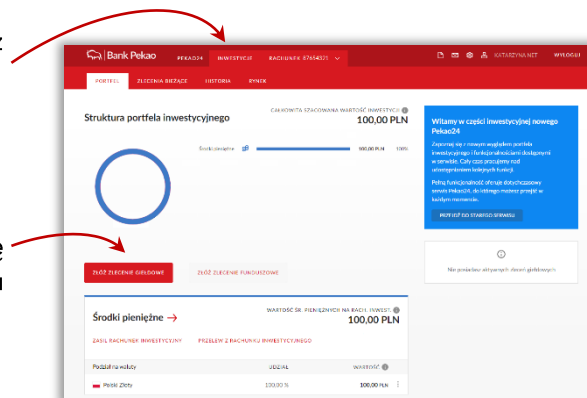 z
ę
u
Bank Pekao PEKAO24 INWESTYCJE RACHUNEK 87654321 KATARZYNA NET WYLOGUJ
PORTFEL ZLECENIA BIEŻĄCE HISTORIA RYNEK
Struktura portfela inwestycyjnego
CAŁKOWITA SZACOWANA WARTOŚĆ INWESTYCJI
100,00 PLN
Środki pieniężne 100,00 PLN 100%
Witamy w części inwestycyjnej nowego
Pekao24
Zapoznaj się z nowym wyglądem portfela
inwestycyjnego i funkcjonalnościami dostępnymi
w serwisie. Cały czas pracujemy nad
udostępnieniem kolejnych funkcji.
Pełną funkcjonalność oferuje dotychczasowy
serwis Pekao24, do którego możesz przejść w
każdym momencie.
PRZEJDŹ DO STAREGO SERWISU
Nie posiadasz aktywnych zleceń giełdowych
ZŁÓŻ ZLECENIE GIEŁDOWE ZŁÓŻ ZLECENIE FUNDUSZOWE
Środki pieniężne →
WARTOŚĆ ŚR. PIENIĘŻNYCH NA RACH. INWEST.
100,00 PLN
ZASIL RACHUNEK INWESTYCYJNY PRZELEW Z RACHUNKU INWESTYCYJNEGO
Podział na waluty UDZIAŁ WARTOŚĆ
Polski Złoty 100,00 % 100,00 PLN